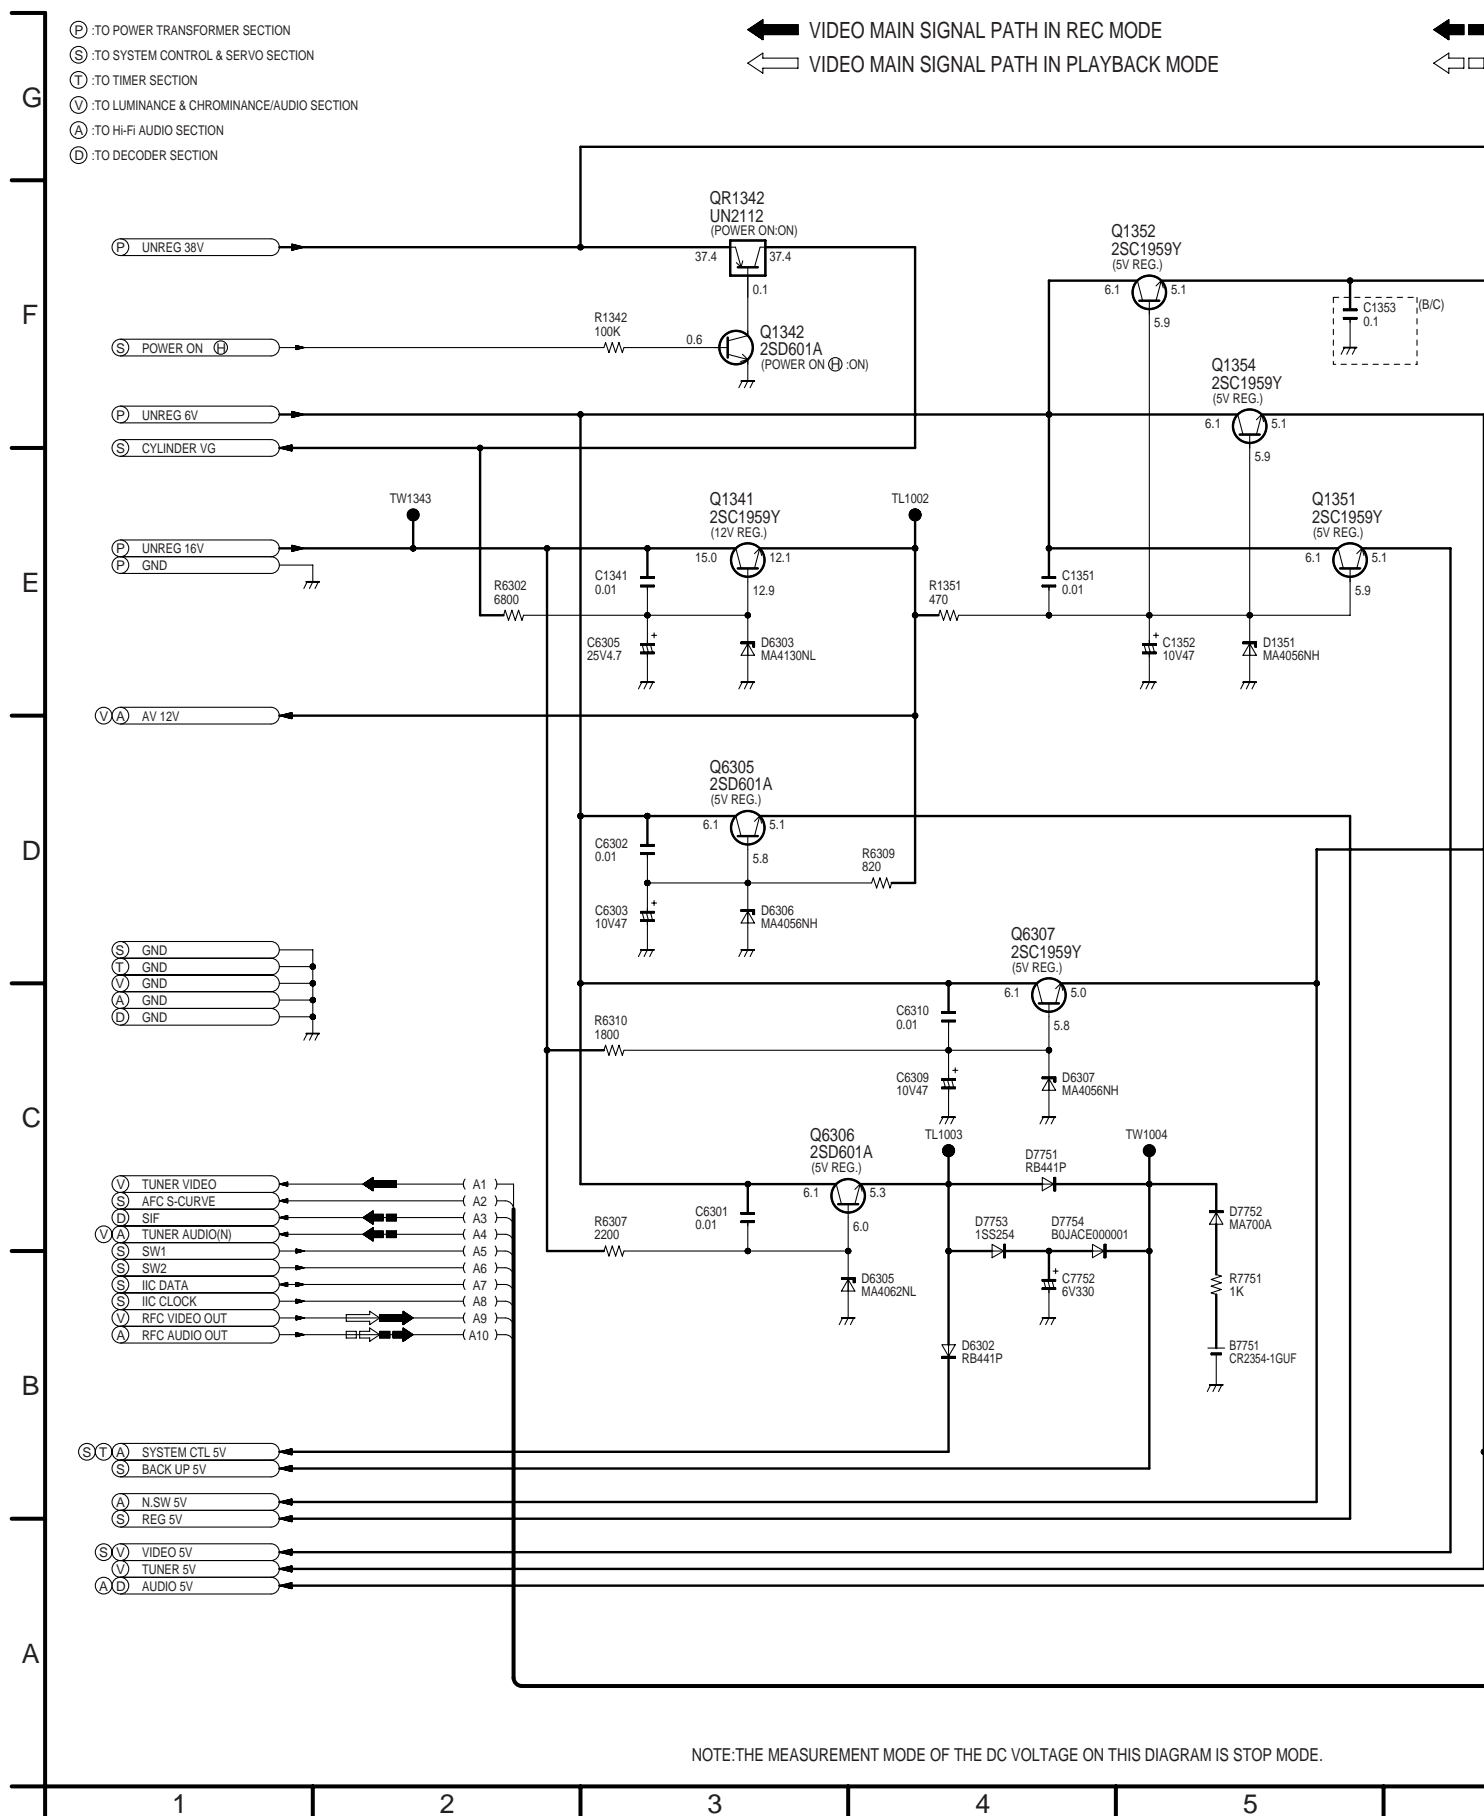 P :TO POWER TRANSFORMER SECTION
S :TO SYSTEM CONTROL & SERVO SECTION
T :TO TIMER SECTION
V :TO LUMINANCE & CHROMINANCE/AUDIO SECTION
A :TO Hi-Fi AUDIO SECTION
D :TO DECODER SECTION
VIDEO MAIN SIGNAL PATH IN REC MODE
VIDEO MAIN SIGNAL PATH IN PLAYBACK MODE
G
F
E
D
C
B
A
P UNREG 38V
S POWER ON H
P UNREG 6V
S CYLINDER VG
P UNREG 16V
P GND
V A AV 12V
QR1342
UN2112
(POWER ON:ON)
37.4
37.4
0.1
R1342
100K
0.6
Q1342
2SD601A
(POWER ON H :ON)
Q1352
2SC1959Y
(5V REG.)
6.1
5.1
5.9
C1353
0.1
(B/C)
Q1354
2SC1959Y
(5V REG.)
6.1
5.1
5.9
TW1343
Q1341
2SC1959Y
(12V REG.)
15.0
12.1
12.9
TL1002
Q1351
2SC1959Y
(5V REG.)
6.1
5.1
5.9
R6302
6800
C1341
0.01
R1351
470
C1351
0.01
C6305
+
25V4.7
D6303
MA4130NL
C1352
+
10V47
D1351
MA4056NH
Q6305
2SD601A
(5V REG.)
6.1
5.1
5.8
C6302
0.01
R6309
820
C6303
+
10V47
D6306
MA4056NH
S GND
T GND
V GND
A GND
D GND
Q6307
2SC1959Y
(5V REG.)
6.1
5.0
5.8
R6310
1800
C6310
0.01
C6309
+
10V47
D6307
MA4056NH
Q6306
2SD601A
(5V REG.)
6.1
5.3
6.0
TL1003
TW1004
D7751
RB441P
R6307
2200
C6301
0.01
D7753
1SS254
D7754
B0JACE000001
D7752
MA700A
D6305
MA4062NL
C7752
+
6V330
R7751
1K
D6302
RB441P
B7751
CR2354-1GUF
V TUNER VIDEO A1
S AFC S-CURVE A2
D SIF A3
V A TUNER AUDIO(N) A4
S SW1 A5
S SW2 A6
S IIC DATA A7
S IIC CLOCK A8
V RFC VIDEO OUT A9
A RFC AUDIO OUT A10
S T A SYSTEM CTL 5V
S BACK UP 5V
A N.SW 5V
S REG 5V
S V VIDEO 5V
V TUNER 5V
A D AUDIO 5V
NOTE:THE MEASUREMENT MODE OF THE DC VOLTAGE ON THIS DIAGRAM IS STOP MODE.
1 2 3 4 5